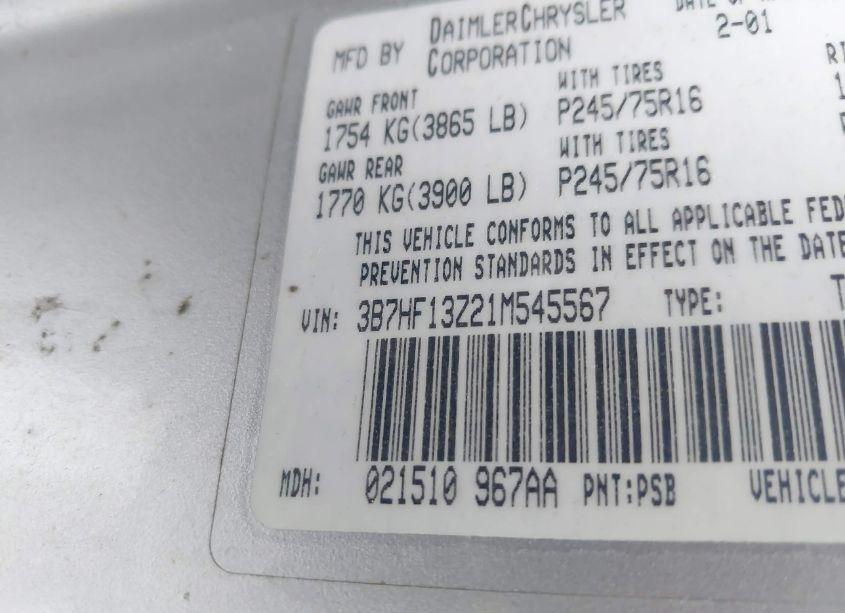 MFD BY DAIMLERCHRYSLER CORPORATION
DATE OF
2-01
GAWR FRONT WITH TIRES
1754 KG(3865 LB) P245/75R16
GAWR REAR WITH TIRES
1770 KG(3900 LB) P245/75R16
THIS VEHICLE CONFORMS TO ALL APPLICABLE FED
PREVENTION STANDARDS IN EFFECT ON THE DATE
VIN: 3B7HF13Z21M545567 TYPE: T
MDH: 021510 967AA PNT:PSB VEHICLE